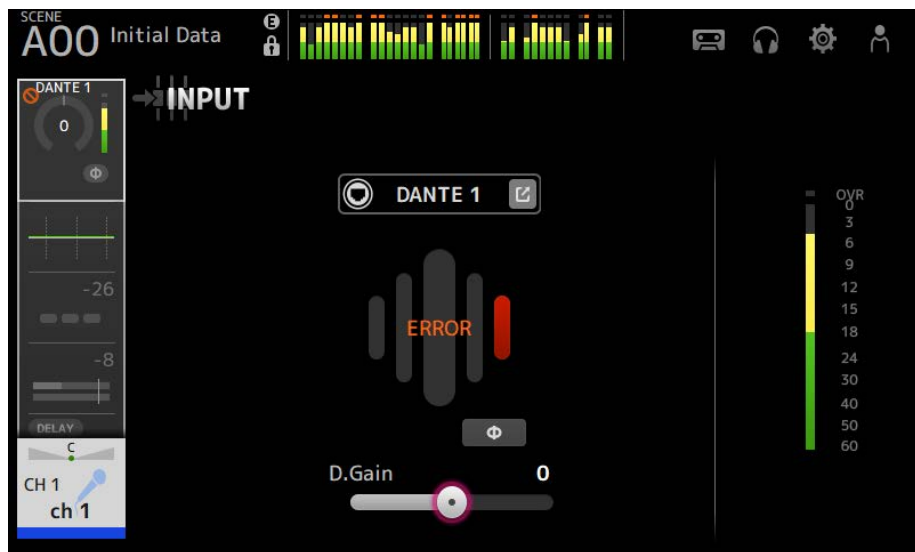 SCENE
A00 Initial Data
E
DANTE 1
0
Φ
-26
-8
DELAY
C
CH 1
ch 1
INPUT
DANTE 1
ERROR
Φ
D.Gain 0
OVR
0
3
6
9
12
15
18
24
30
40
50
60